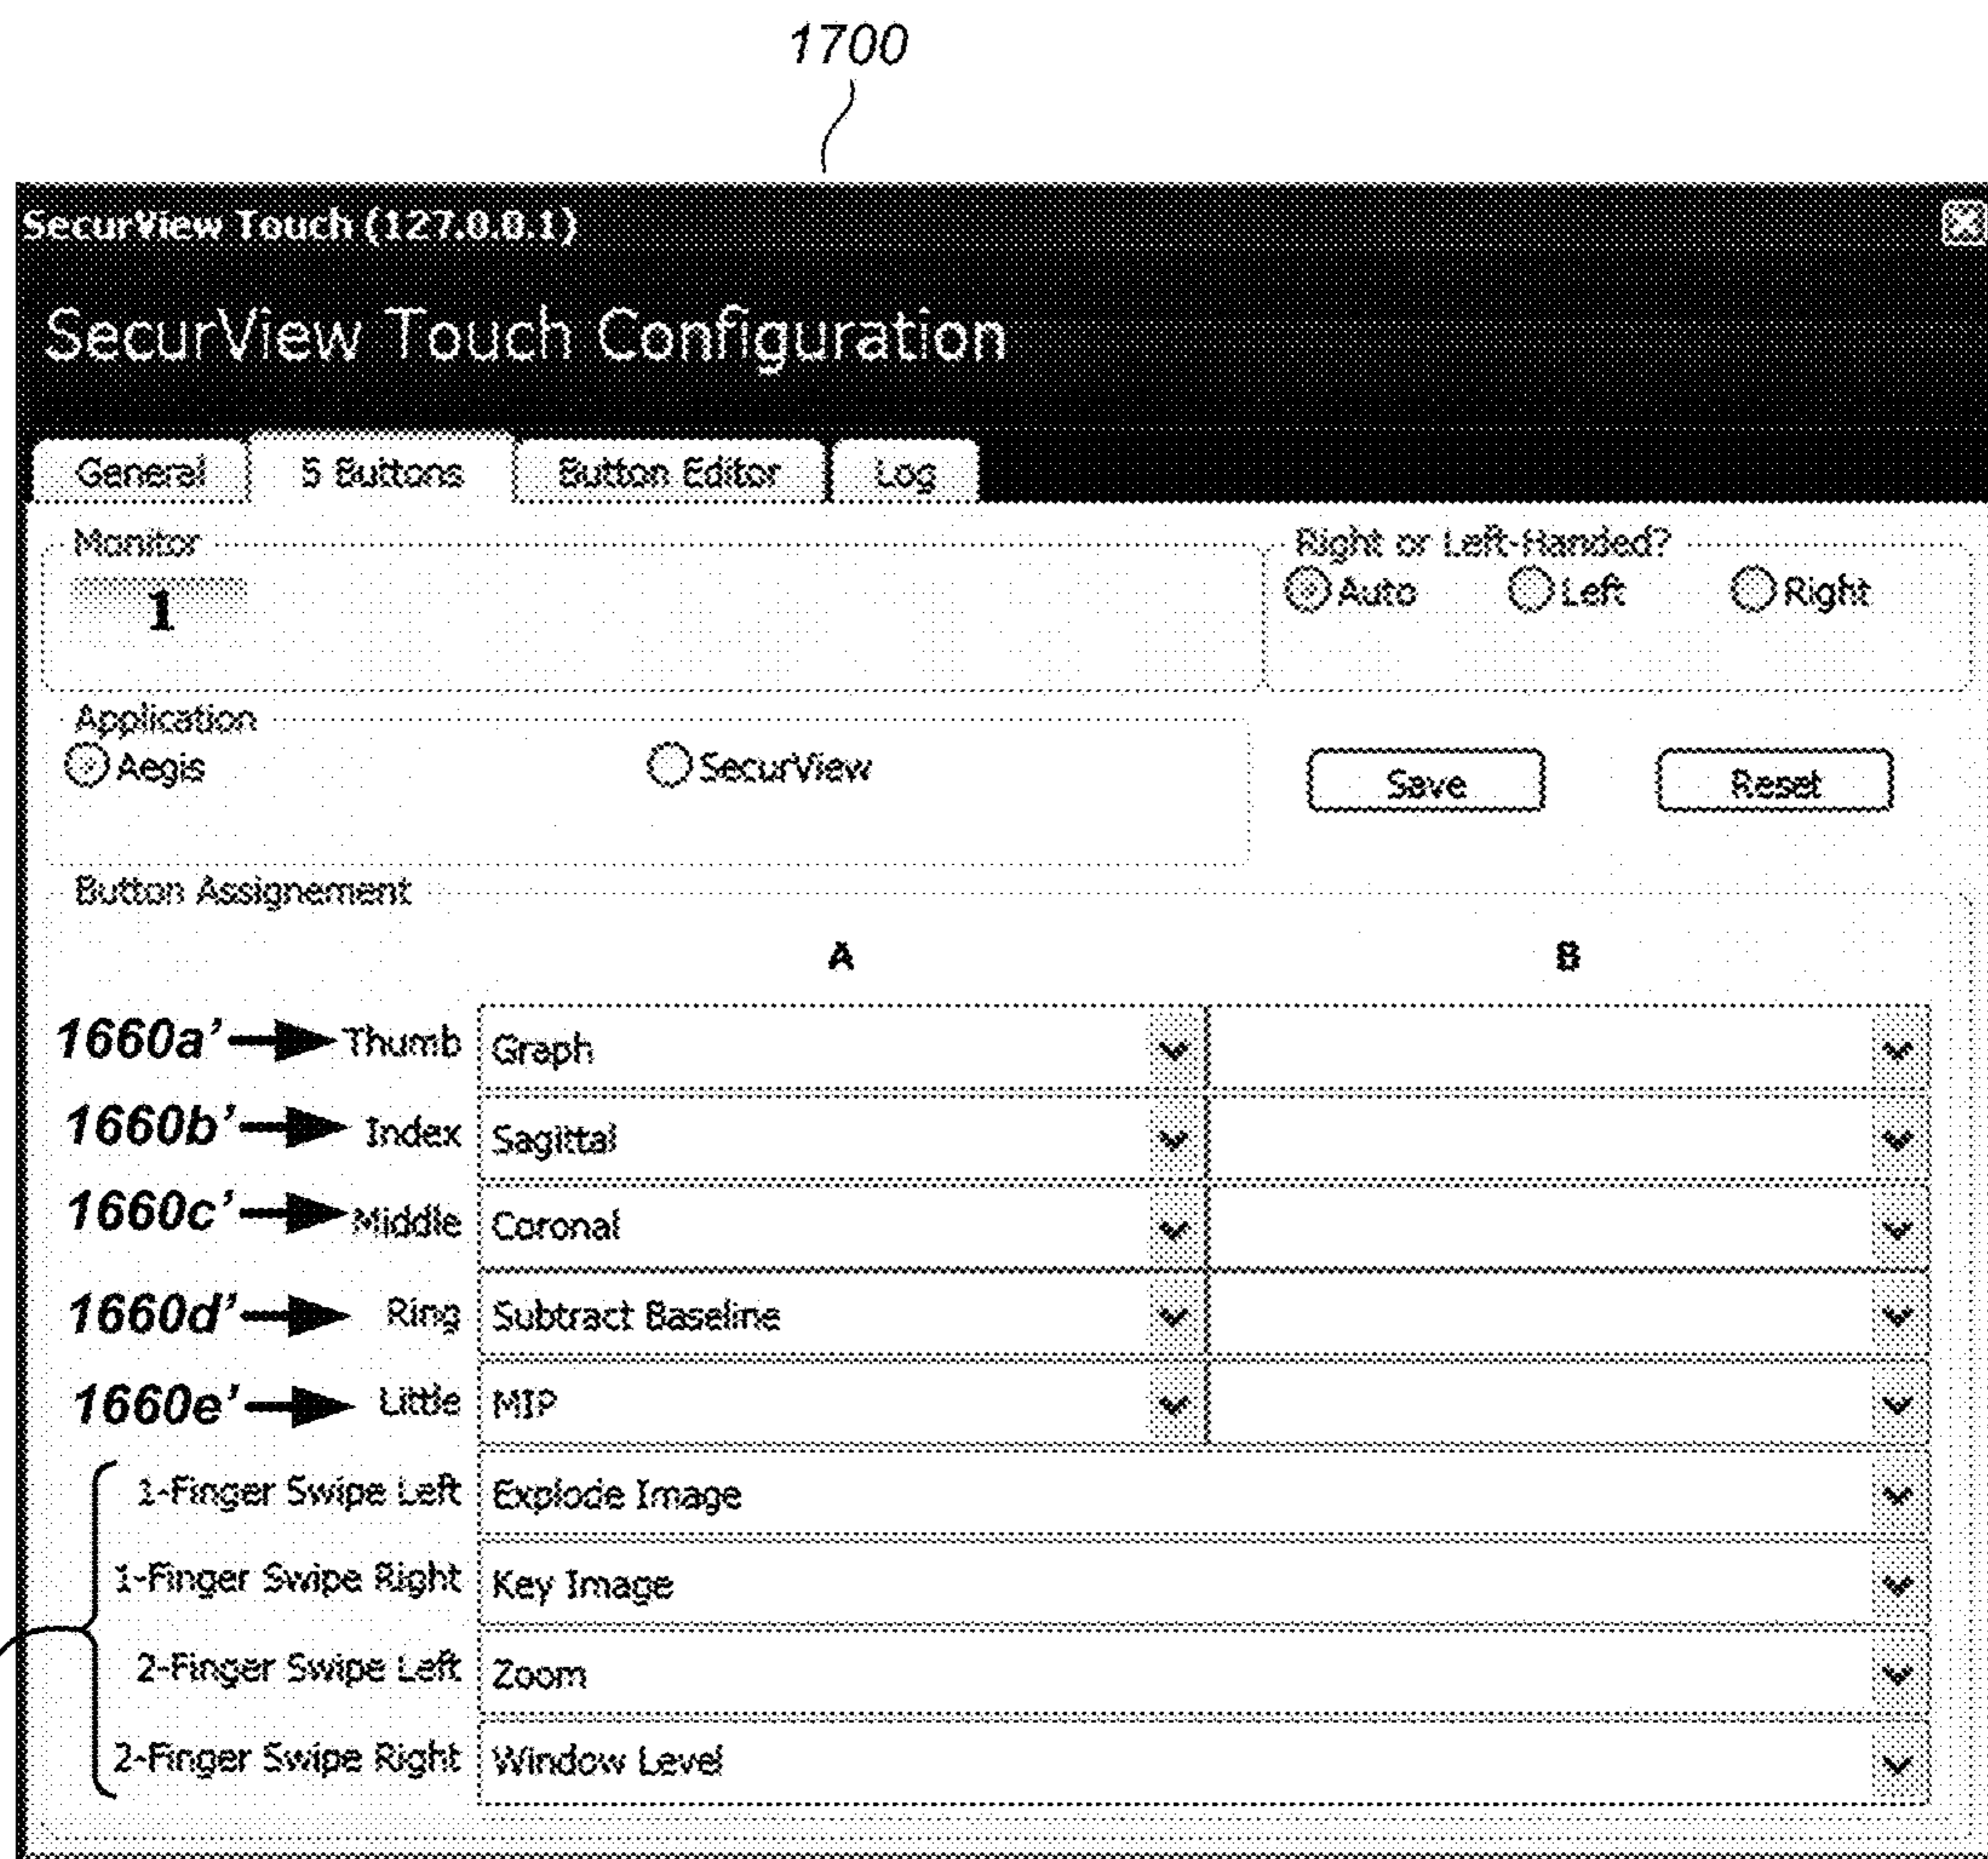 1700
SecurView Touch (127.0.0.1)
SecurView Touch Configuration
General 5 Buttons Button Editor Log
Monitor Right or Left-Handed?
1 Auto Left Right
Application
Aegis SecurView Save Reset
Button Assignement
A B
1660a' Thumb Graph
1660b' Index Sagittal
1660c' Middle Coronal
1660d' Ring Subtract Baseline
1660e' Little MIP
1-Finger Swipe Left Explode Image
1-Finger Swipe Right Key Image
2-Finger Swipe Left Zoom
2-Finger Swipe Right Window Level